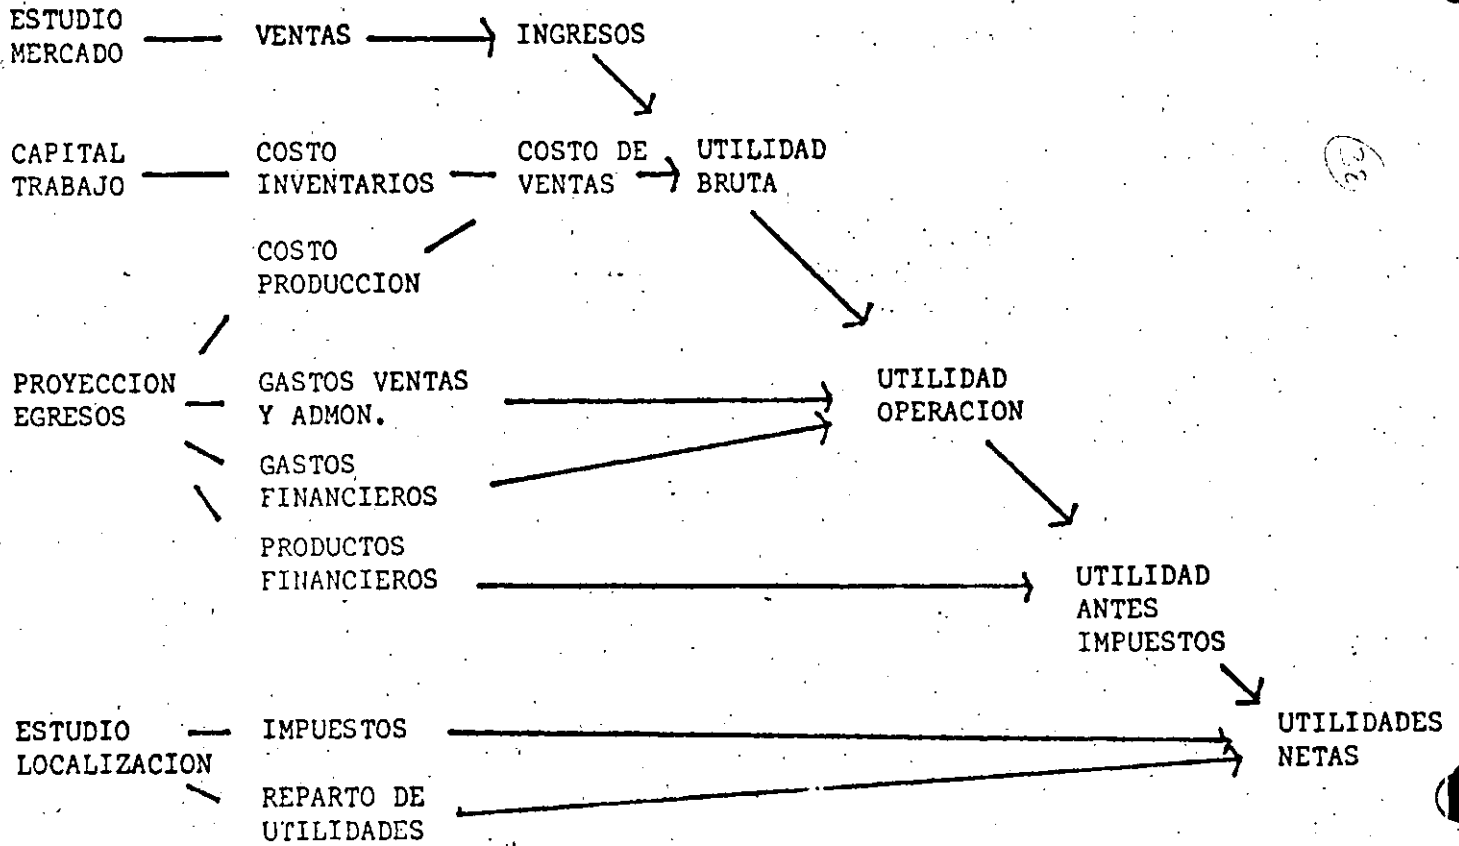 ESTUDIO
MERCADO
VENTAS
INGRESOS
CAPITAL
TRABAJO
COSTO
INVENTARIOS
COSTO DE
VENTAS
UTILIDAD
BRUTA
COSTO
PRODUCCION
PROYECCION
EGRESOS
GASTOS VENTAS
Y ADMON.
UTILIDAD
OPERACION
GASTOS
FINANCIEROS
PRODUCTOS
FINANCIEROS
UTILIDAD
ANTES
IMPUESTOS
ESTUDIO
LOCALIZACION
IMPUESTOS
UTILIDADES
NETAS
REPARTO DE
UTILIDADES